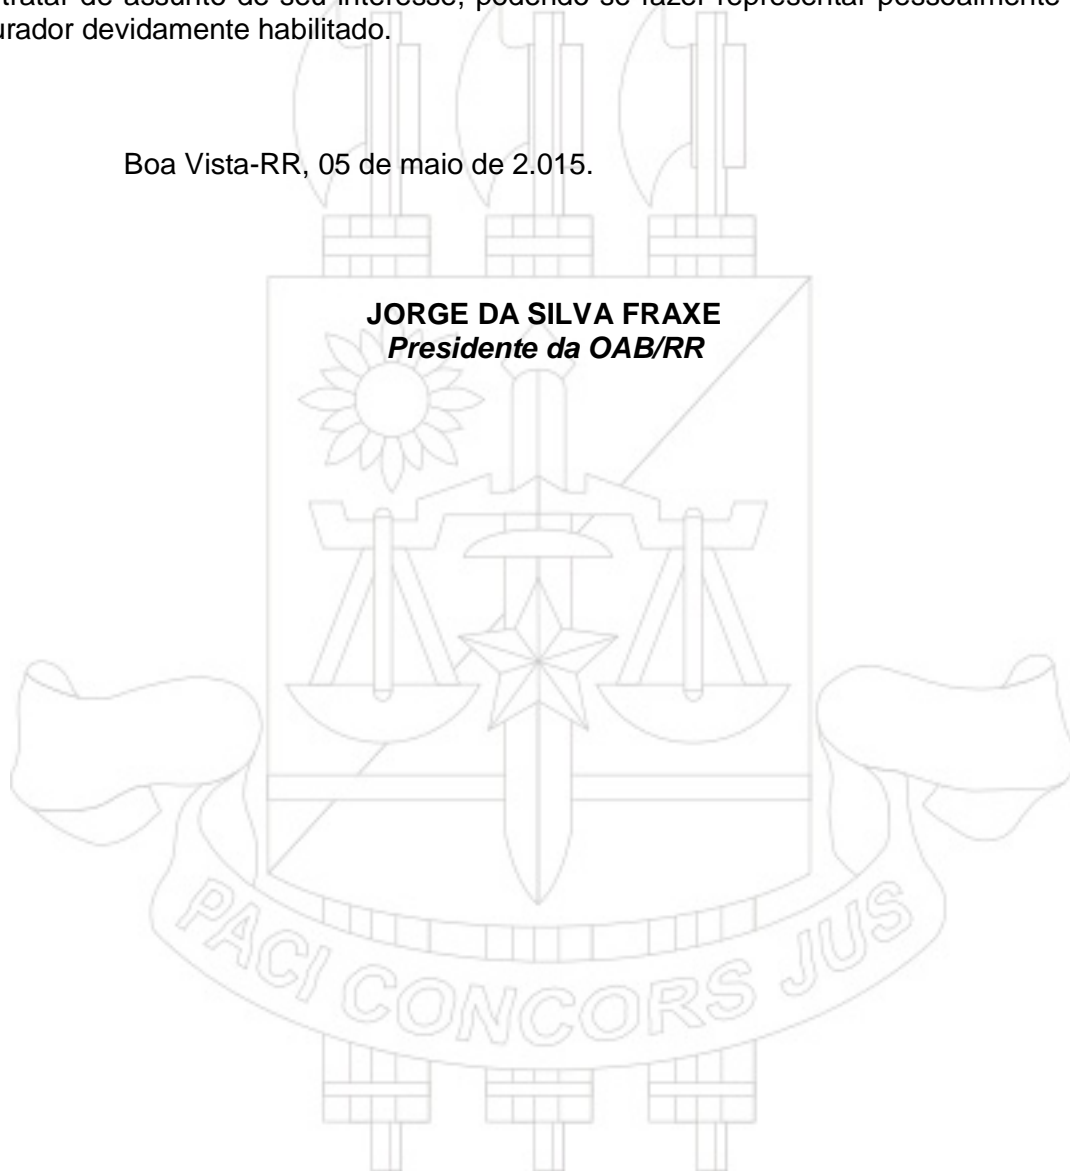 tratar de assunto de seu interesse, podendo se fazer representar pessoalmente
urador devidamente habilitado.
Boa Vista-RR, 05 de maio de 2.015.
JORGE DA SILVA FRAXE
Presidente da OAB/RR
PACI CONCORS JUS